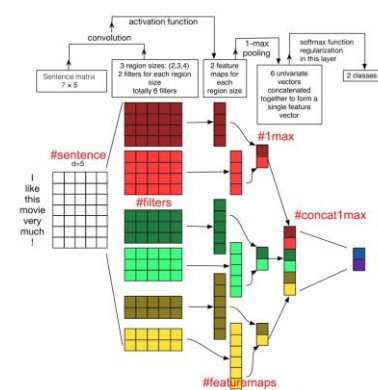 activation function
convolution
1-max
pooling
softmax function
regularization
in this layer
Sentence matrix
7 × 5
3 region sizes: (2,3,4)
2 filters for each region
size
totally 6 filters
2 feature
maps for
each
region size
6 univariate
vectors
concatenated
together to form a
single feature
vector
2 classes
#sentence
d=5
I
like
this
movie
very
much
!
#filters
#1max
#concat1max
#featuremaps